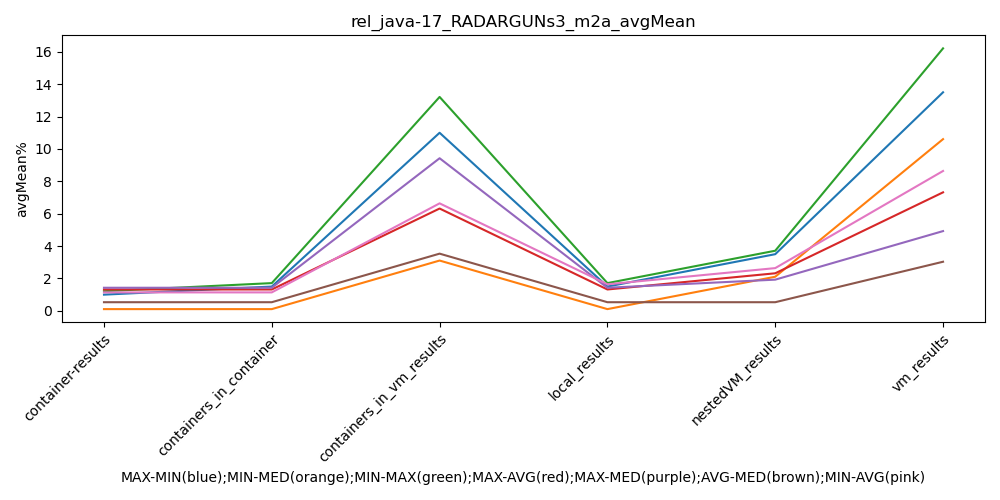 rel_java-17_RADARGUNs3_m2a_avgMean
avgMean%
16
14
12
10
8
6
4
2
0
container-results
containers_in_container
containers_in_vm_results
local_results
nestedVM_results
vm_results
MAX-MIN(blue);MIN-MED(orange);MIN-MAX(green);MAX-AVG(red);MAX-MED(purple);AVG-MED(brown);MIN-AVG(pink)